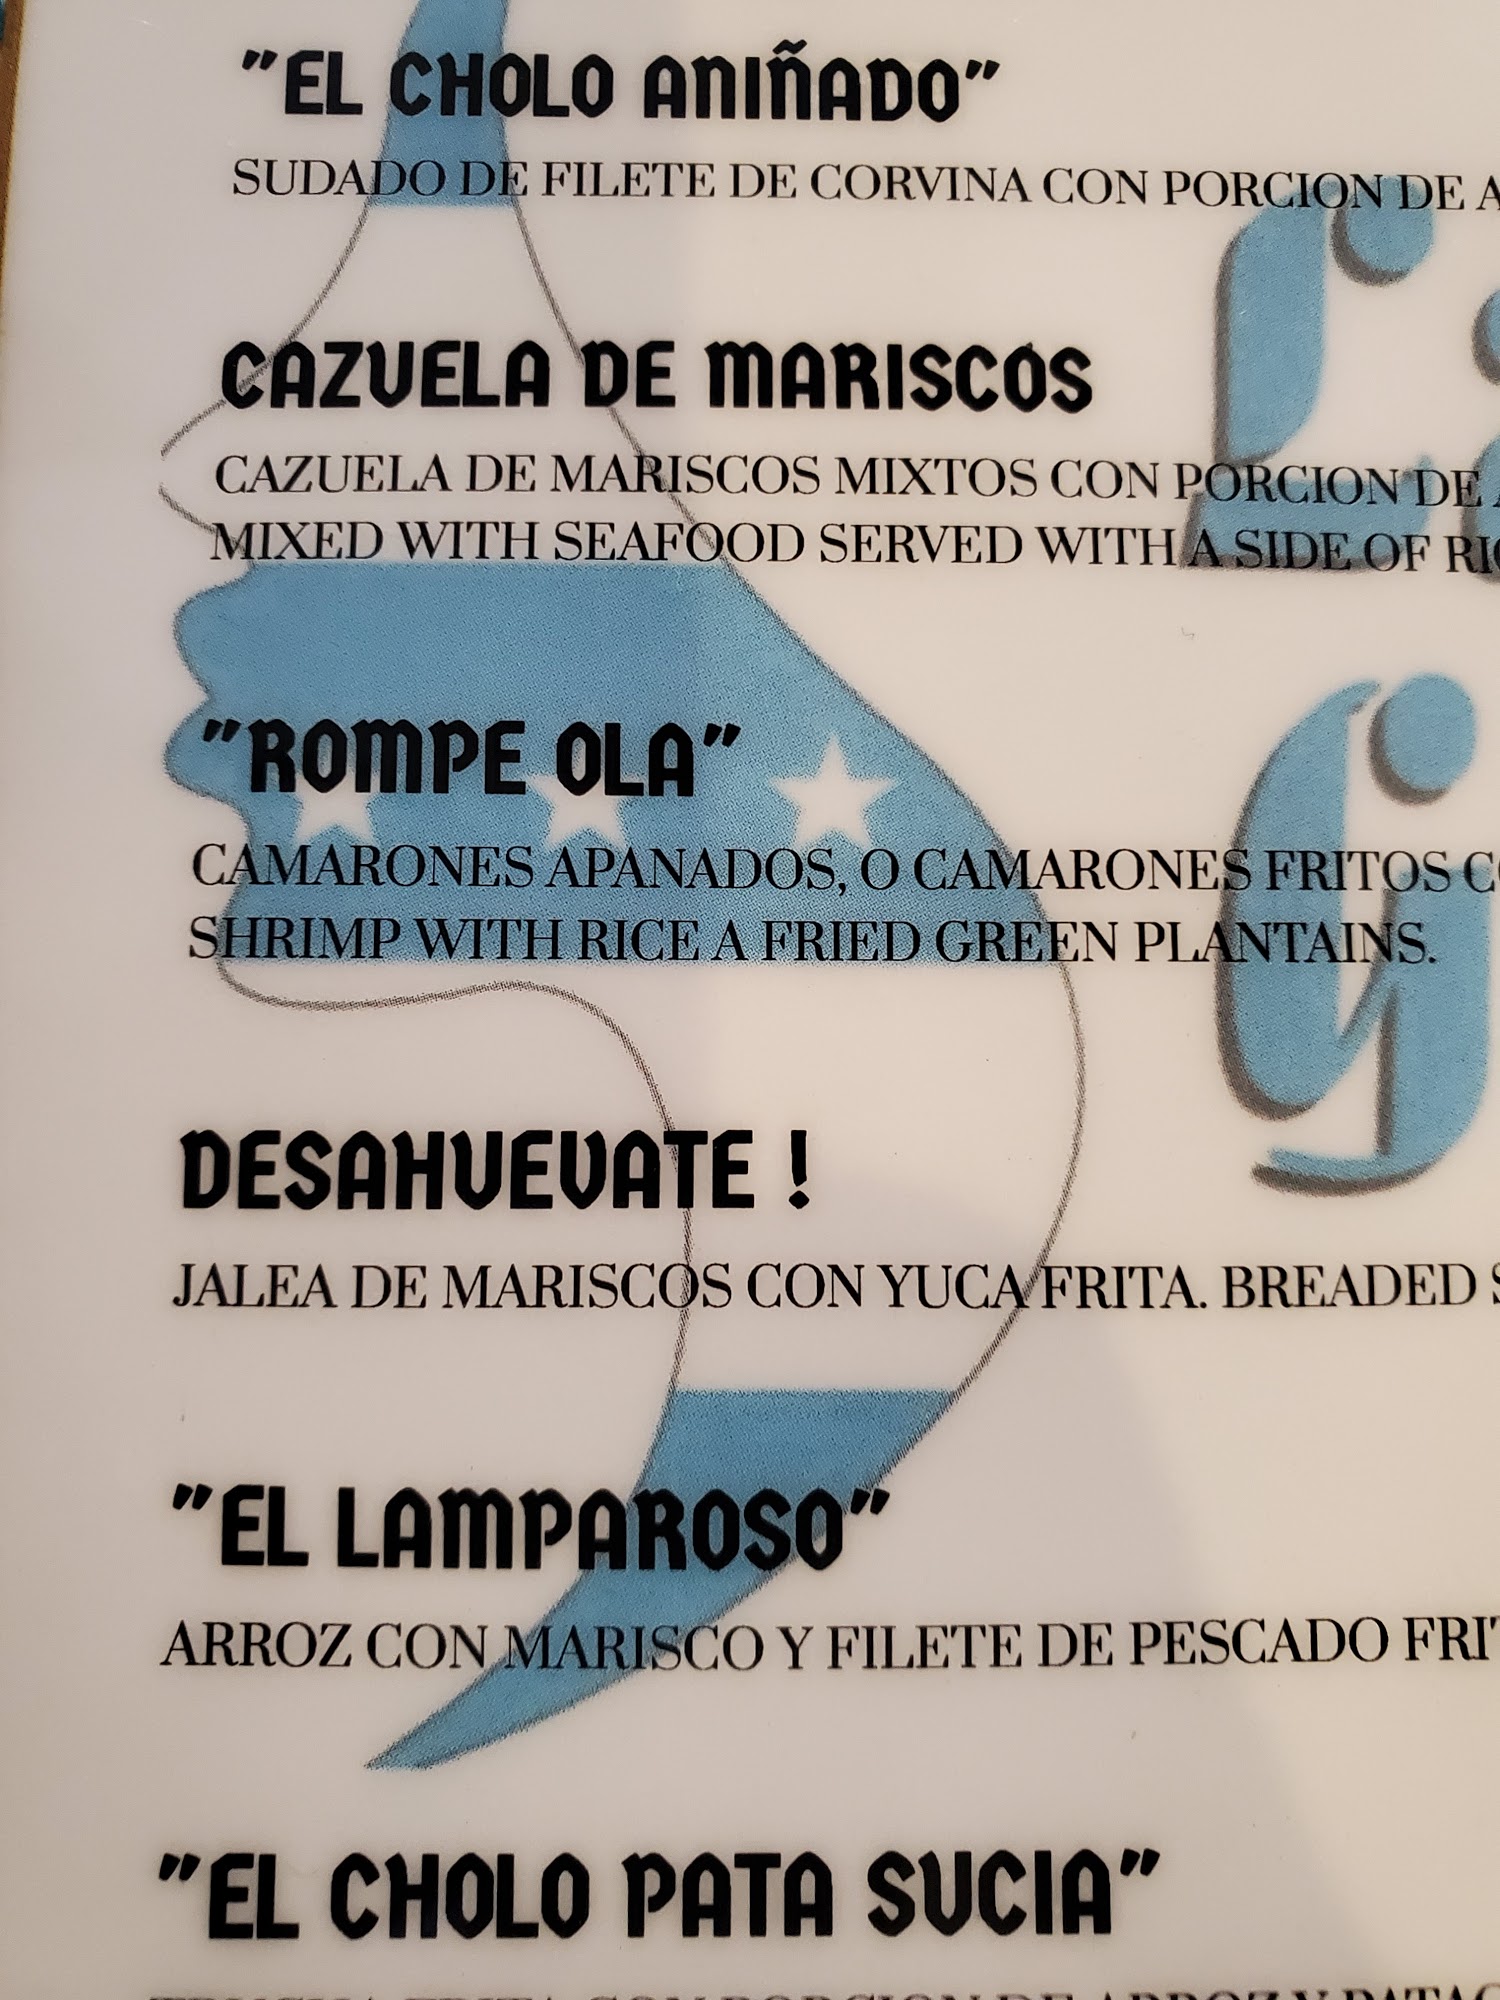 "EL CHOLO ANIÑADO"
SUDADO DE FILETE DE CORVINA CON PORCION DE
CAZUELA DE MARISCOS
CAZUELA DE MARISCOS MIXTOS CON PORCION DE
MIXED WITH SEAFOOD SERVED WITH A SIDE OF
"ROMPE OLA"
CAMARONES APANADOS, O CAMARONES FRITOS
SHRIMP WITH RICE A FRIED GREEN PLANTAINS.
DESAHUEVATE !
JALEA DE MARISCOS CON YUCA FRITA. BREADED
"EL LAMPAROSO"
ARROZ CON MARISCO Y FILETE DE PESCADO
"EL CHOLO PATA SUCIA"